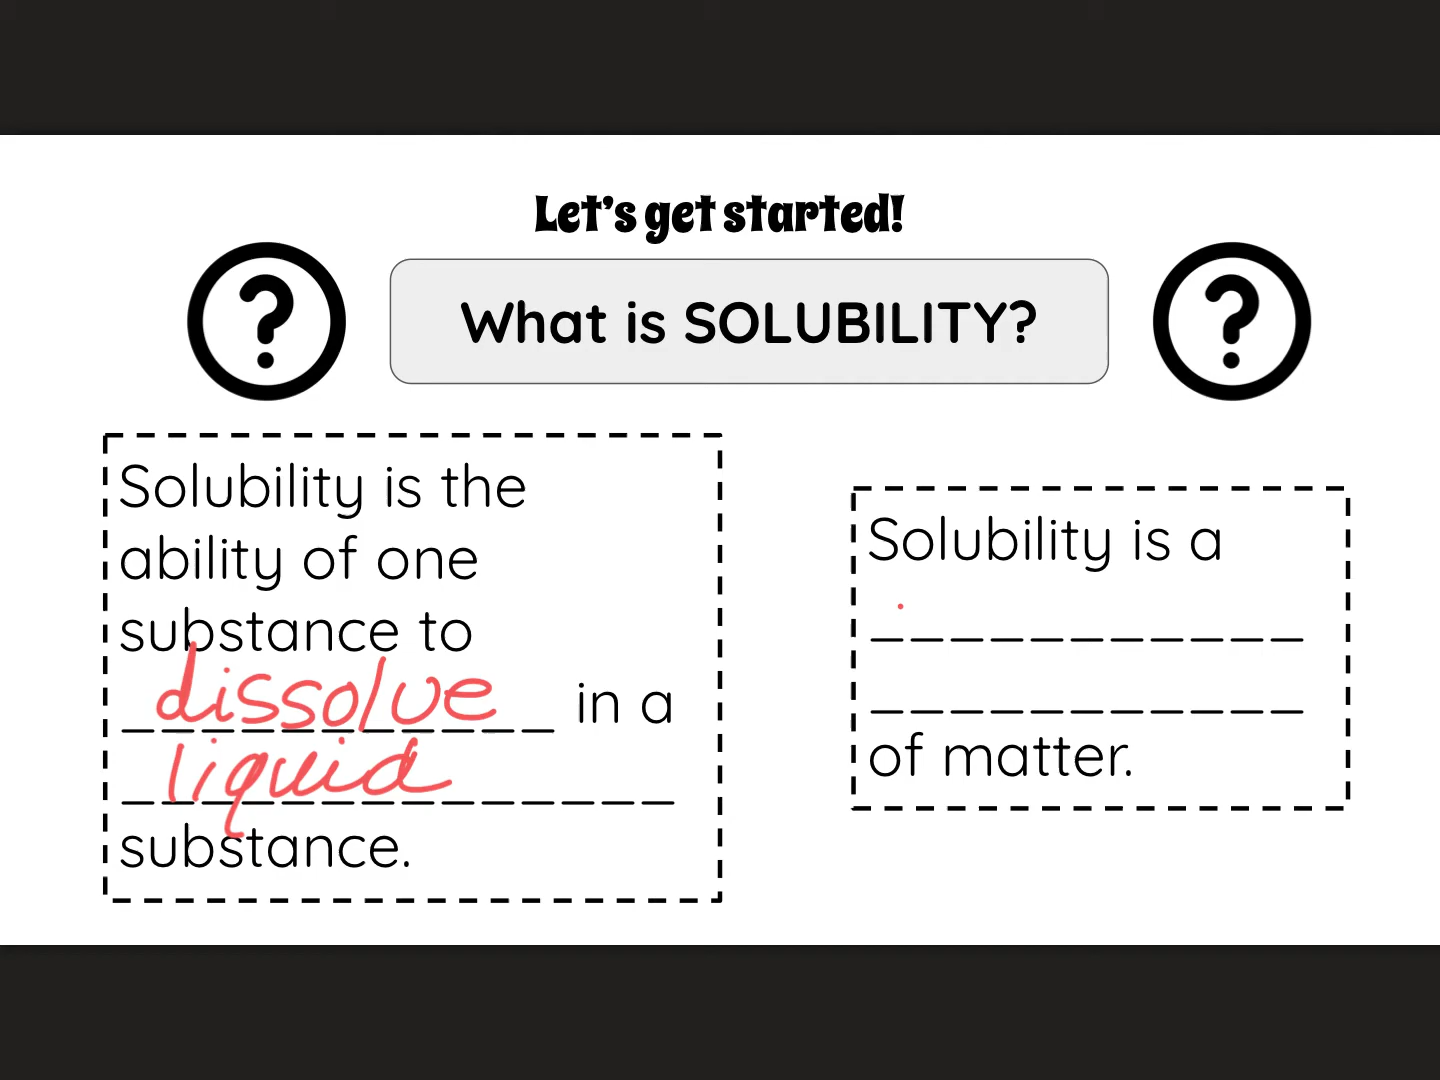 Let's get started!
What is SOLUBILITY?
Solubility is the
ability of one
substance to
dissolve in a
liquid
substance.
Solubility is a
of matter.